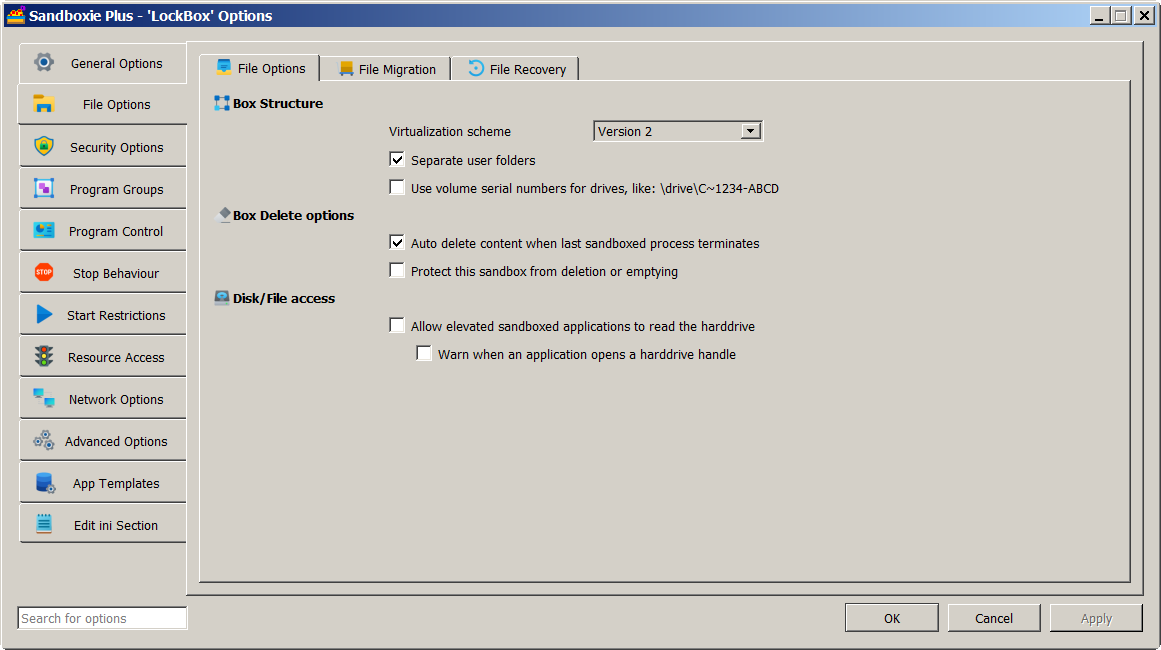 Sandboxie Plus - 'LockBox' Options
General Options
File Options
Security Options
Program Groups
Program Control
STOP
Stop Behaviour
Start Restrictions
Resource Access
Network Options
Advanced Options
App Templates
Edit ini Section
Search for options
File Options
File Migration
File Recovery
Box Structure
Virtualization scheme
Version 2
Separate user folders
Use volume serial numbers for drives, like: \drive\C~1234-ABCD
Box Delete options
Auto delete content when last sandboxed process terminates
Protect this sandbox from deletion or emptying
Disk/File access
Allow elevated sandboxed applications to read the harddrive
Warn when an application opens a harddrive handle
OK
Cancel
Apply